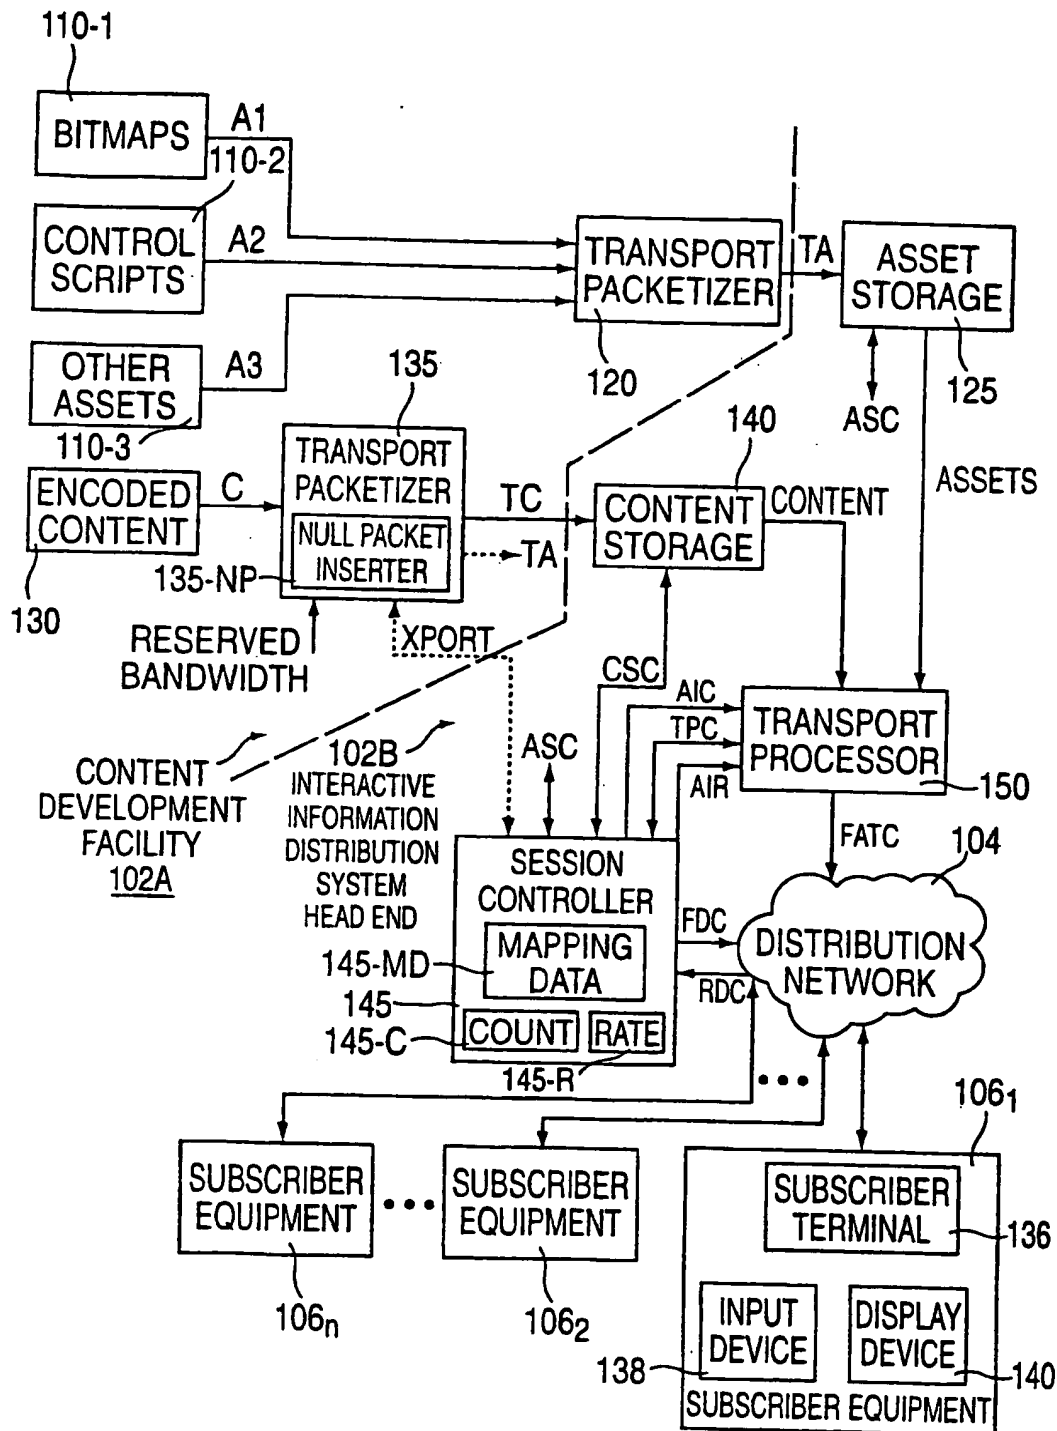 110-1
BITMAPS
A1
110-2
CONTROL
SCRIPTS
A2
TRANSPORT
PACKETIZER
TA
ASSET
STORAGE
OTHER
ASSETS
A3
110-3
135
120
125
ASC
140
ENCODED
CONTENT
C
130
TRANSPORT
PACKETIZER
NULL PACKET
INSERTER
135-NP
TC
TA
CONTENT
STORAGE
CONTENT
ASSETS
RESERVED
BANDWIDTH
XPORT
CSC
AIC
TPC
AIR
TRANSPORT
PROCESSOR
150
CONTENT
DEVELOPMENT
FACILITY
102A
102B
INTERACTIVE
INFORMATION
DISTRIBUTION
SYSTEM
HEAD END
ASC
FATC
104
SESSION
CONTROLLER
MAPPING
DATA
145-MD
145
COUNT
145-C
RATE
145-R
FDC
RDC
DISTRIBUTION
NETWORK
SUBSCRIBER
EQUIPMENT
106n
SUBSCRIBER
EQUIPMENT
1062
1061
SUBSCRIBER
TERMINAL
136
INPUT
DEVICE
138
DISPLAY
DEVICE
140
SUBSCRIBER EQUIPMENT